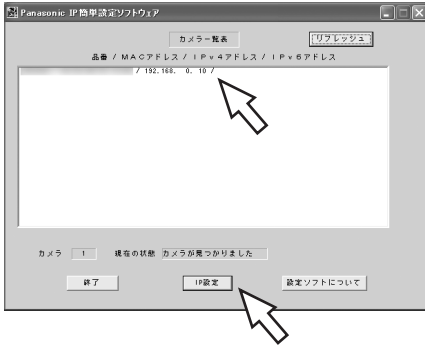 Panasonic IP簡単設定ソフトウェア
カメラ一覧表
リフレッシュ
品番 / MACアドレス / IPv4アドレス / IPv6アドレス
/ 192.168. 0. 10 /
カメラ 1 現在の状態 カメラが見つかりました
終了 IP設定 設定ソフトについて